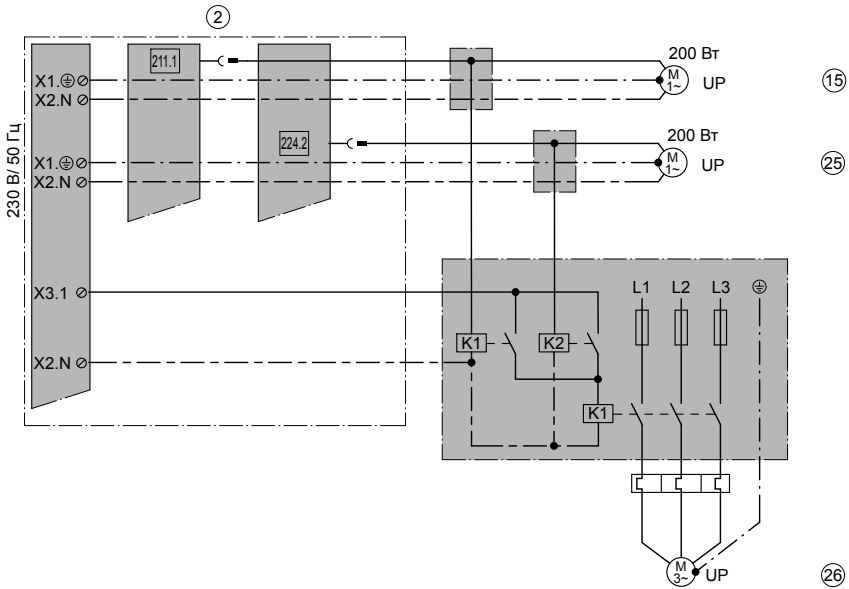 2
211.1
200 Вт
X1.
M
1~
UP
15
X2.N
224.2
200 Вт
230 В/ 50 Гц
X1.
M
1~
UP
25
X2.N
X3.1
L1 L2 L3
K1 K2
X2.N
K1
M
3~
UP
26